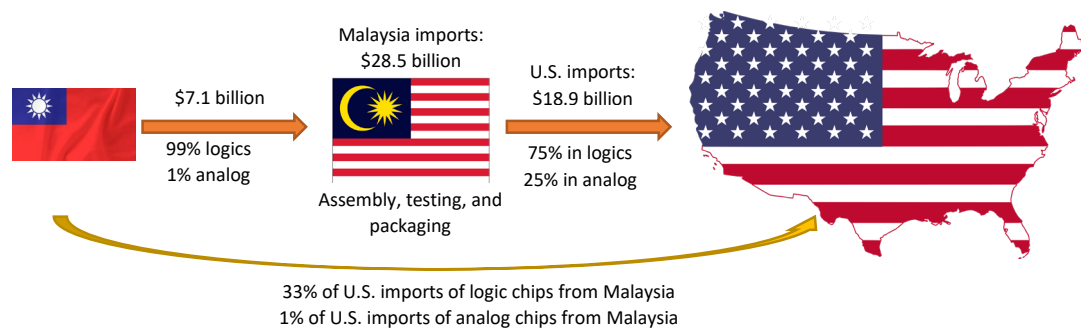 Malaysia imports:
$28.5 billion
U.S. imports:
$18.9 billion
$7.1 billion
99% logics
1% analog
75% in logics
25% in analog
Assembly, testing, and
packaging
33% of U.S. imports of logic chips from Malaysia
1% of U.S. imports of analog chips from Malaysia